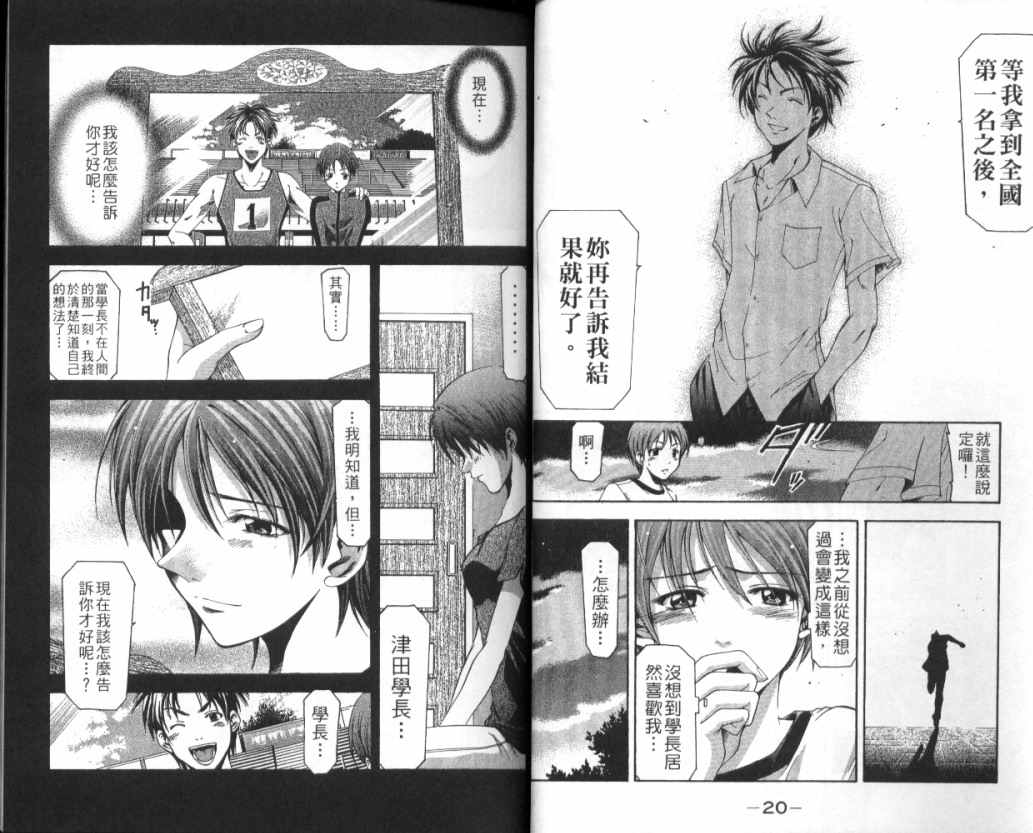 等我拿到全國
第一名之後，
妳再告訴我結
果就好了。
就這麼說
定囉！
啊…
…我之前從沒想
過會變成這樣，
沒想到學長居
然喜歡我…
…怎麼辦…
—20—
現在…
我該怎麼告訴
你才好呢…
1
………
其實……
カタッ
當學長不在人間
的那一刻，我終
於清楚知道自己
的想法了…
津田學長…
…我明知道，但…
現在我該怎麼告
訴你才好呢…？
學長…